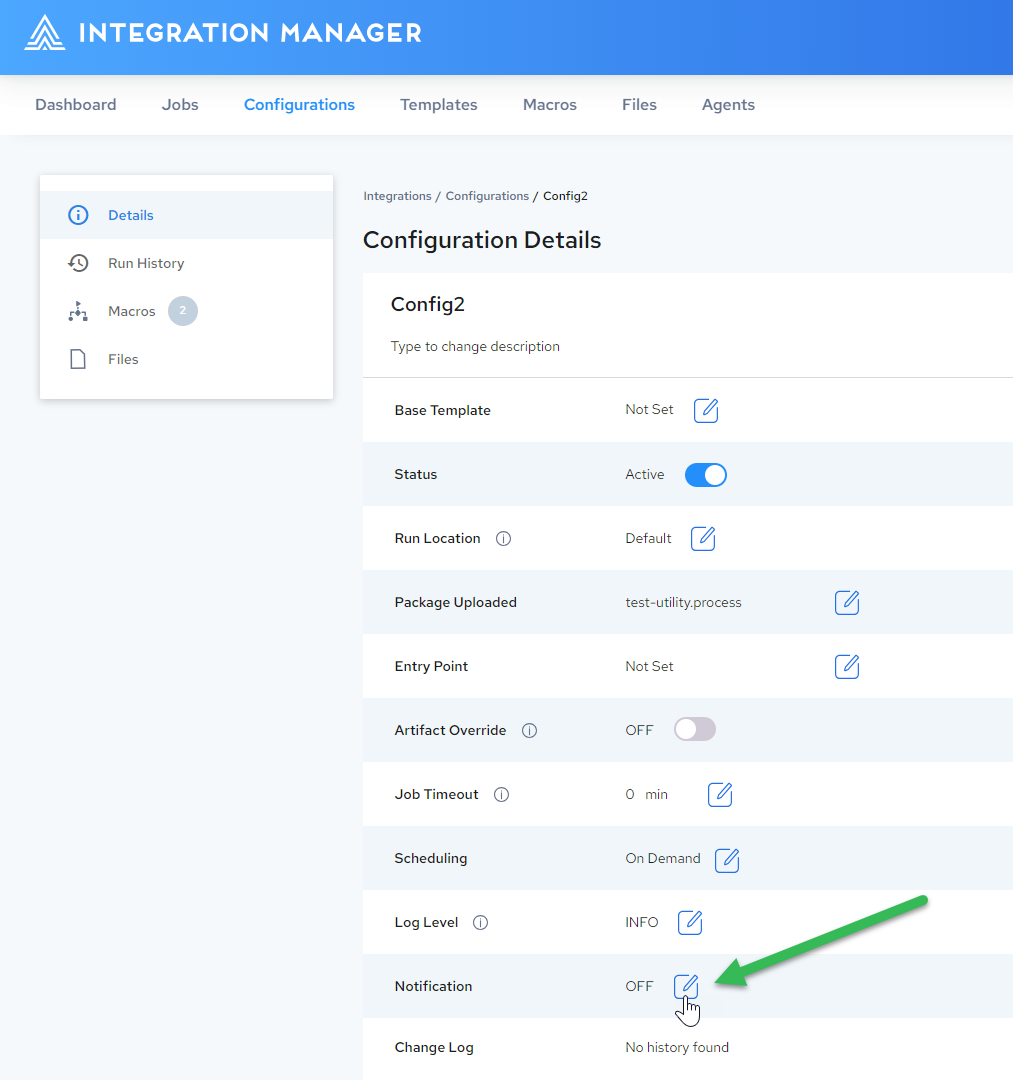 INTEGRATION MANAGER
Dashboard Jobs Configurations Templates Macros Files Agents
Details
Run History
Macros 2
Files
Integrations / Configurations / Config2
Configuration Details
Config2
Type to change description
Base Template Not Set
Status Active
Run Location Default
Package Uploaded test-utility.process
Entry Point Not Set
Artifact Override OFF
Job Timeout 0 min
Scheduling On Demand
Log Level INFO
Notification OFF
Change Log No history found